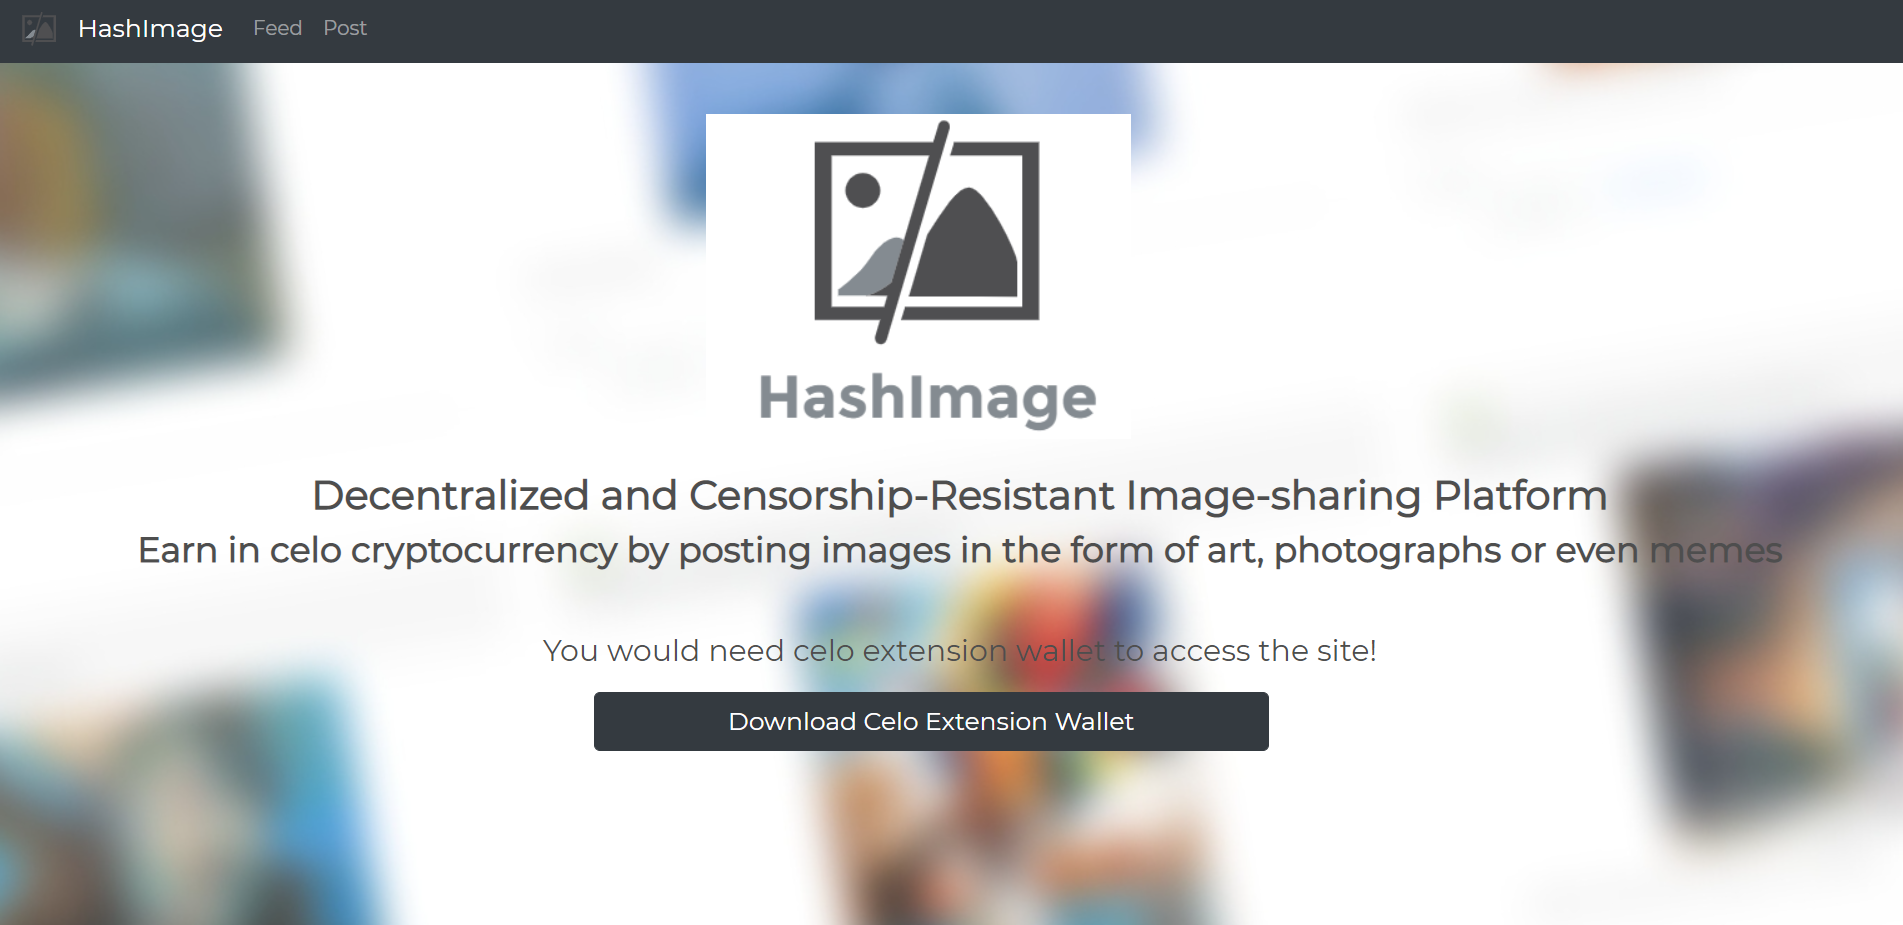 HashImage Feed Post
HashImage
Decentralized and Censorship-Resistant Image-sharing Platform
Earn in celo cryptocurrency by posting images in the form of art, photographs or even memes
You would need celo extension wallet to access the site!
Download Celo Extension Wallet